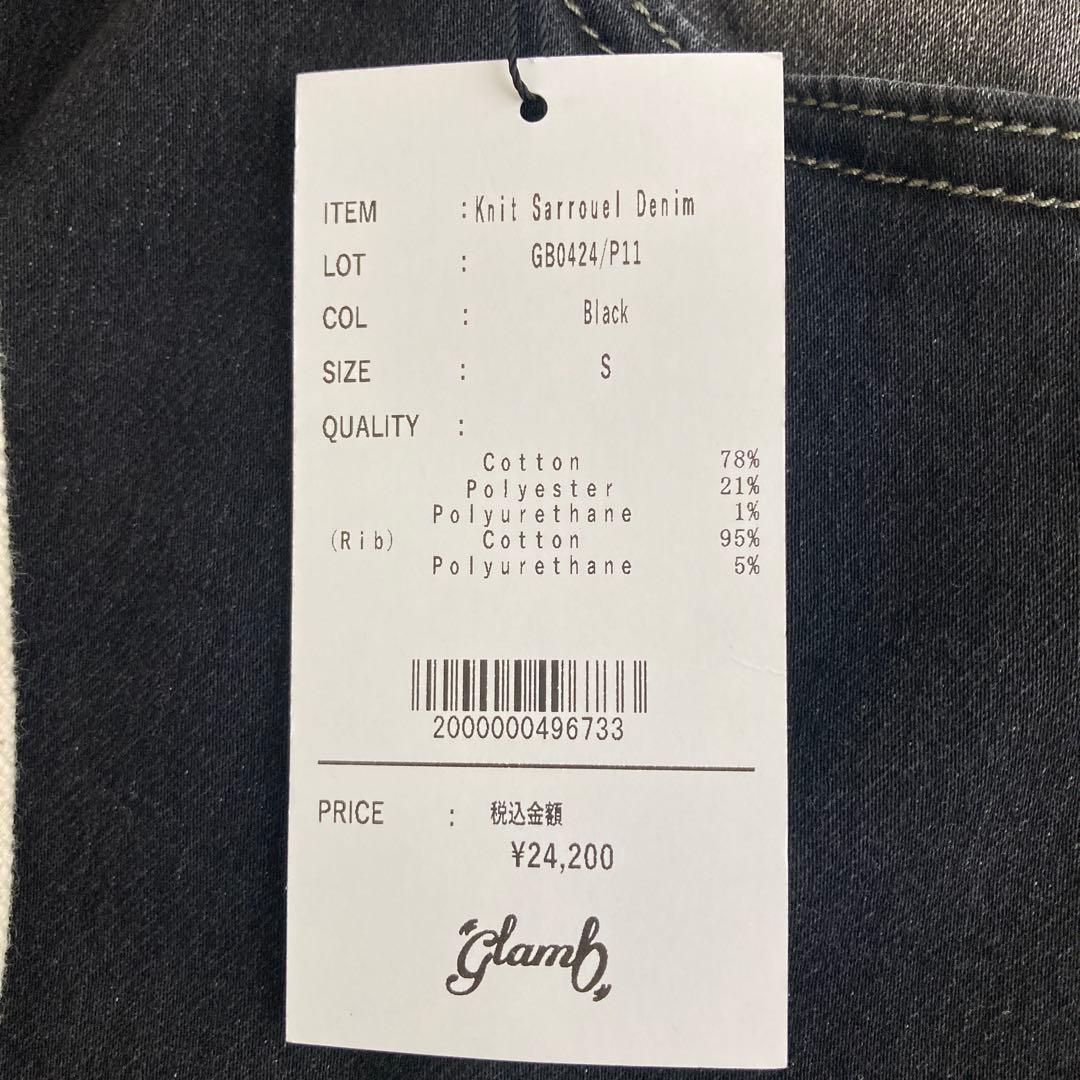 ITEM : Knit Sarrouel Denim
LOT : GB0424/P11
COL : Black
SIZE : S
QUALITY :
Cotton 78%
Polyester 21%
Polyurethane 1%
(Rib) Cotton 95%
Polyurethane 5%
2000000496733
PRICE : 税込金額
¥24,200
glamb